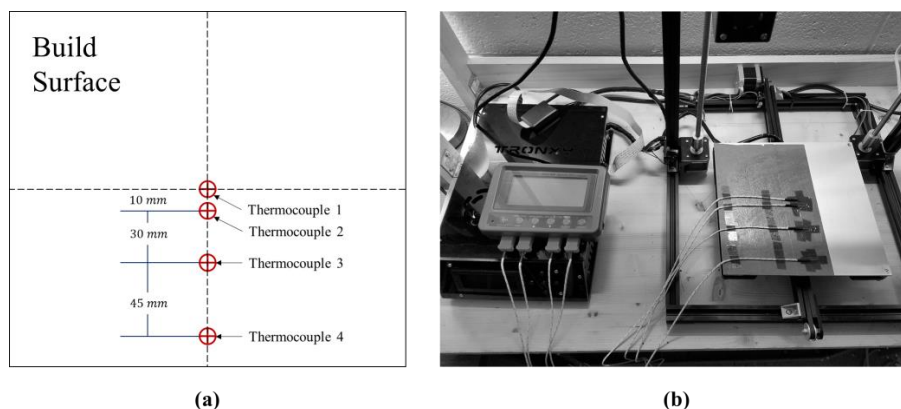 Build
Surface
10 mm
Thermocouple 1
Thermocouple 2
30 mm
Thermocouple 3
45 mm
Thermocouple 4
TRONXY
(a)
(b)